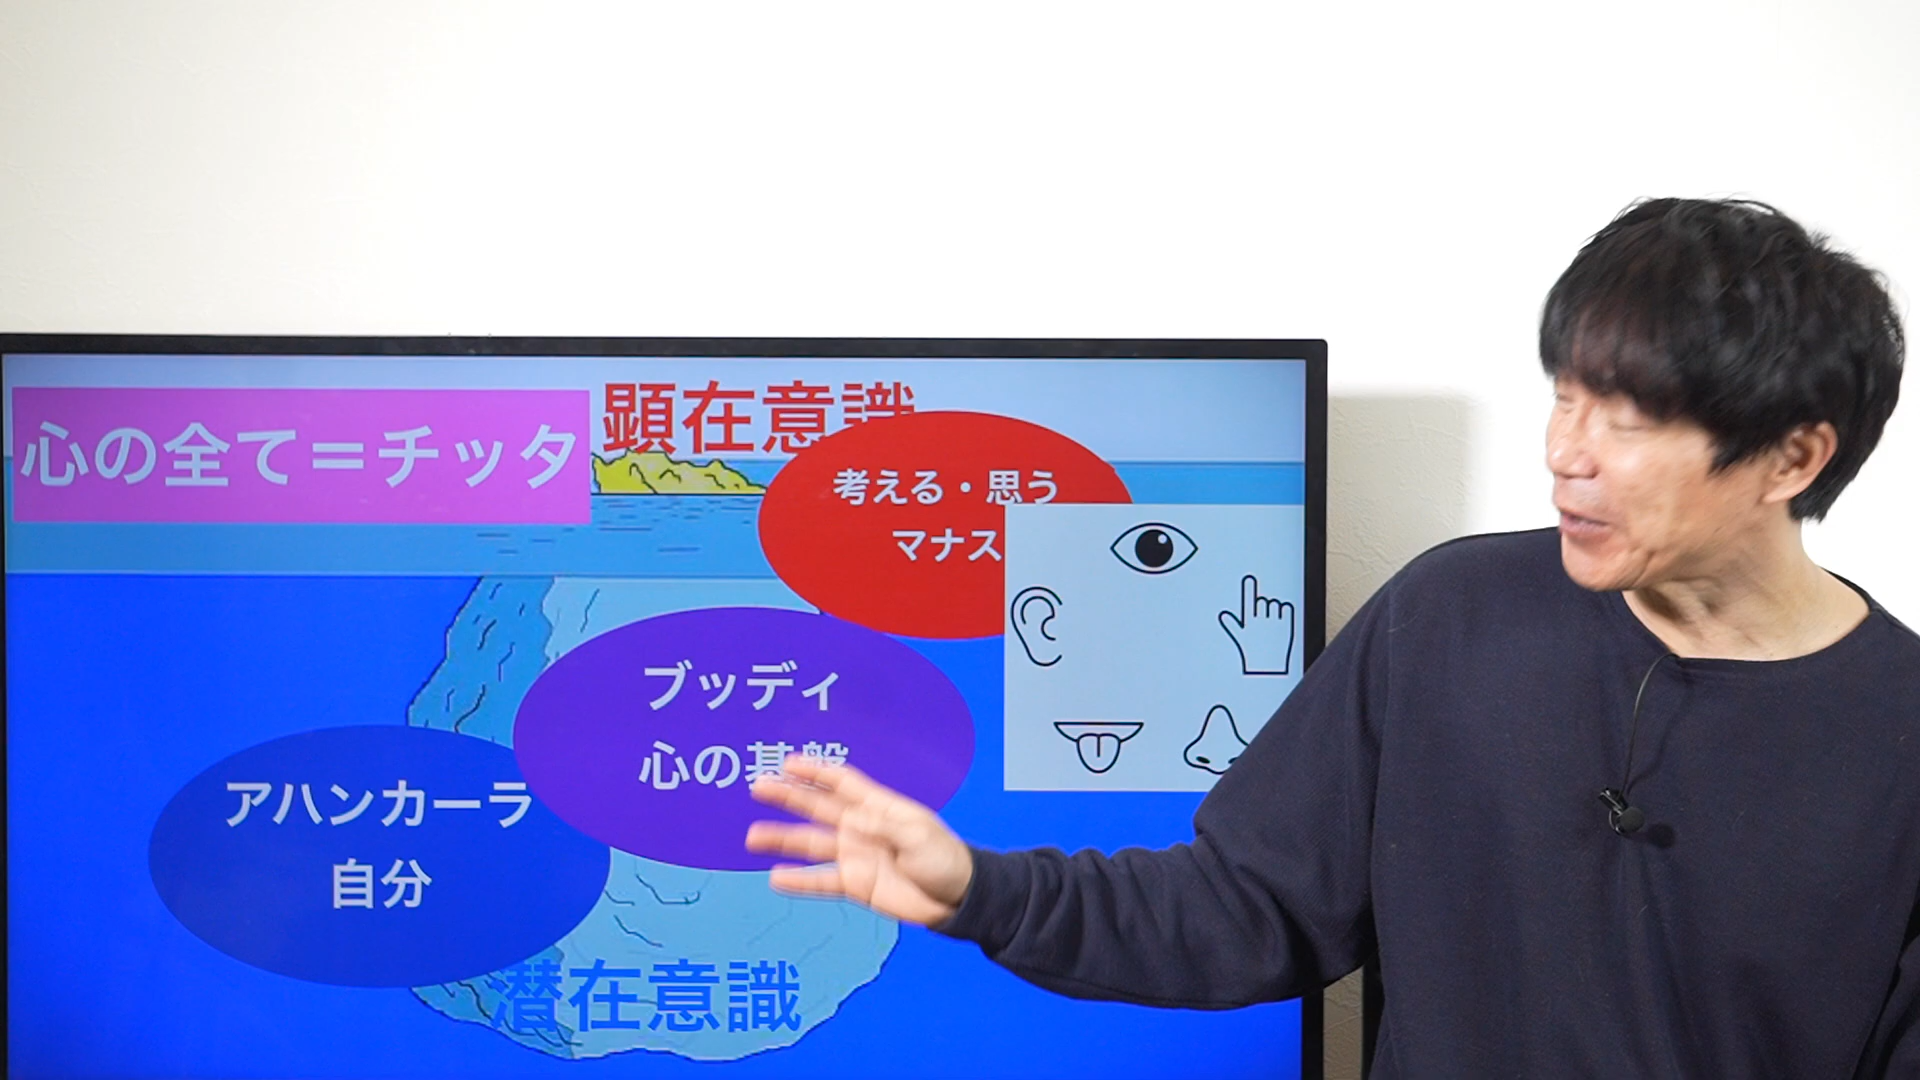 心の全て＝チッタ
顕在意識
考える・思う
マナス
ブッディ
心の基盤
アハンカーラ
自分
潜在意識